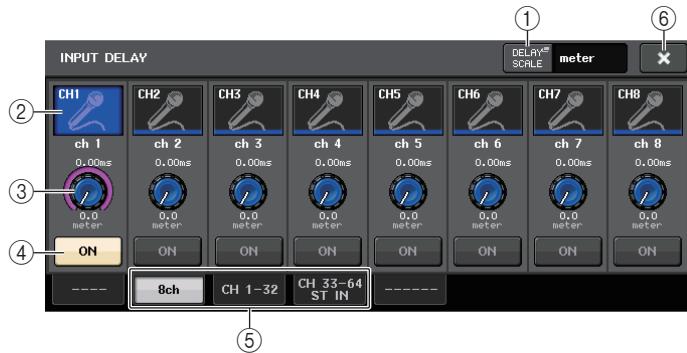 ① ⑥
INPUT DELAY
DELAY SCALE meter ×
② CH1 CH2 CH3 CH4 CH5 CH6 CH7 CH8
ch 1 ch 2 ch 3 ch 4 ch 5 ch 6 ch 7 ch 8
0.00ms 0.00ms 0.00ms 0.00ms 0.00ms 0.00ms 0.00ms 0.00ms
③
0.0 0.0 0.0 0.0 0.0 0.0 0.0 0.0
meter meter meter meter meter meter meter meter
④ ON ON ON ON ON ON ON ON
---- 8ch CH 1-32 CH 33-64 ST IN ------
⑤